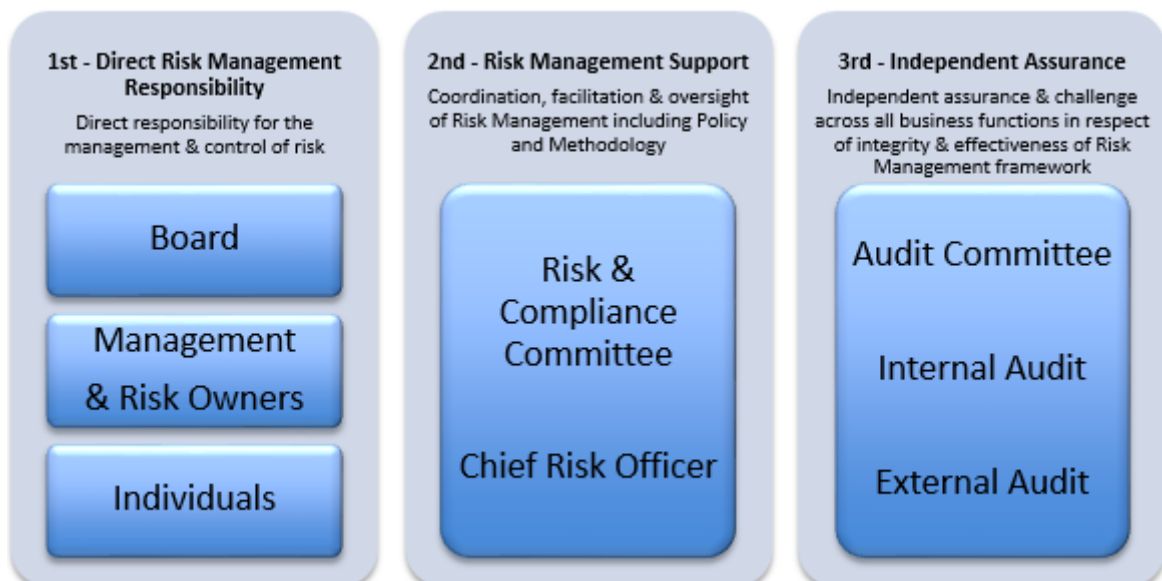 1st - Direct Risk Management
Responsibility
Direct responsibility for the
management & control of risk
Board
Management
& Risk Owners
Individuals
2nd - Risk Management Support
Coordination, facilitation & oversight
of Risk Management including Policy
and Methodology
Risk &
Compliance
Committee
Chief Risk Officer
3rd - Independent Assurance
Independent assurance & challenge
across all business functions in respect
of integrity & effectiveness of Risk
Management framework
Audit Committee
Internal Audit
External Audit